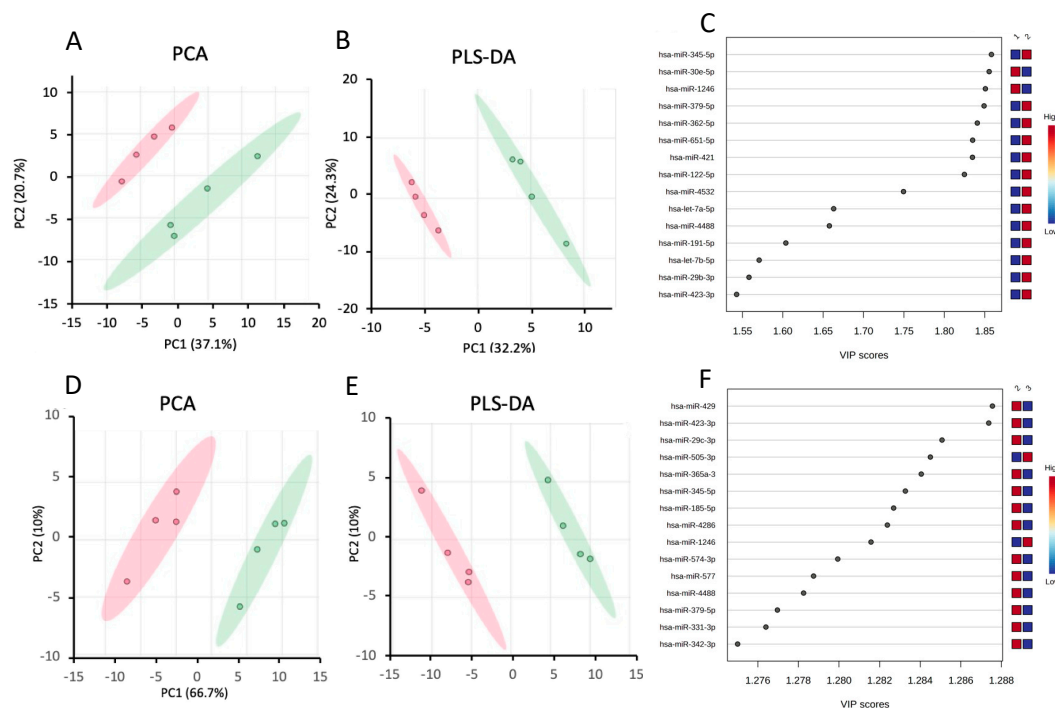 A
PCA
10
5
0
-5
-10
-15
-15
-10
-5
0
5
10
15
20
PC2 (20.7%)
PC1 (37.1%)
B
PLS-DA
20
10
0
-10
-20
-10
-5
0
5
10
PC2 (24.3%)
PC1 (32.2%)
C
1 2
hsa-miR-345-5p
hsa-miR-30e-5p
hsa-miR-1246
hsa-miR-379-5p
hsa-miR-362-5p
hsa-miR-651-5p
hsa-miR-421
hsa-miR-122-5p
hsa-miR-4532
hsa-let-7a-5p
hsa-miR-4488
hsa-miR-191-5p
hsa-let-7b-5p
hsa-miR-29b-3p
hsa-miR-423-3p
1.55 1.60 1.65 1.70 1.75 1.80 1.85
VIP scores
Hig
Low
D
PCA
10
5
0
-5
-10
-15
-10
-5
0
5
10
15
PC2 (10%)
PC1 (66.7%)
E
PLS-DA
10
5
0
-5
-10
-15
-10
-5
0
5
10
15
PC2 (10%)
F
2 3
hsa-miR-429
hsa-miR-423-3p
hsa-miR-29c-3p
hsa-miR-505-3p
hsa-miR-365a-3
hsa-miR-345-5p
hsa-miR-185-5p
hsa-miR-4286
hsa-miR-1246
hsa-miR-574-3p
hsa-miR-577
hsa-miR-4488
hsa-miR-379-5p
hsa-miR-331-3p
hsa-miR-342-3p
1.276 1.278 1.280 1.282 1.284 1.286 1.288
VIP scores
Hig
Low